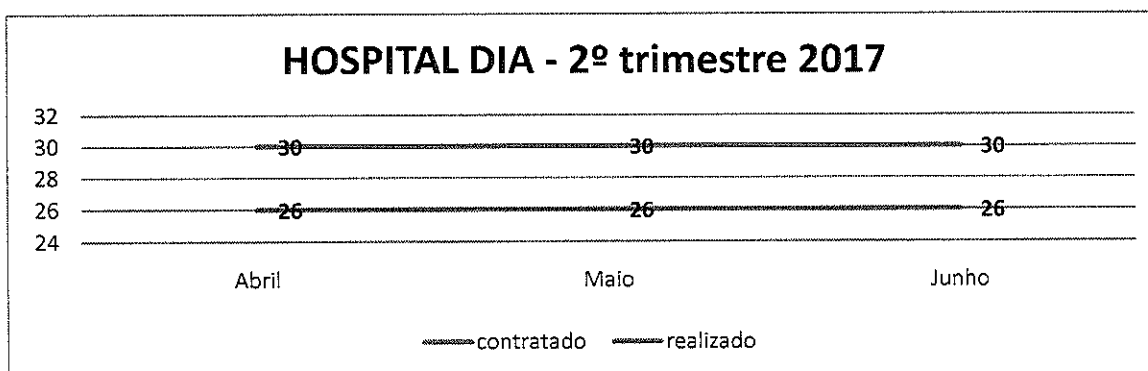 HOSPITAL DIA - 2º trimestre 2017
32
30
28
26
24
30 30 30
26 26 26
Abril Maio Junho
contratado realizado